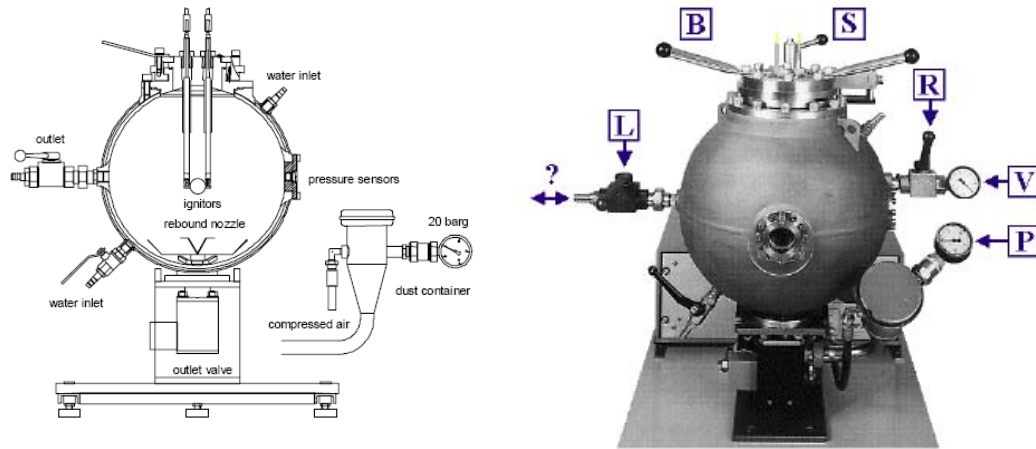 water inlet
outlet
pressure sensors
ignitors
rebound nozzle
20 barg
dust container
water inlet
compressed air
outlet valve
B
S
R
L
?
V
P